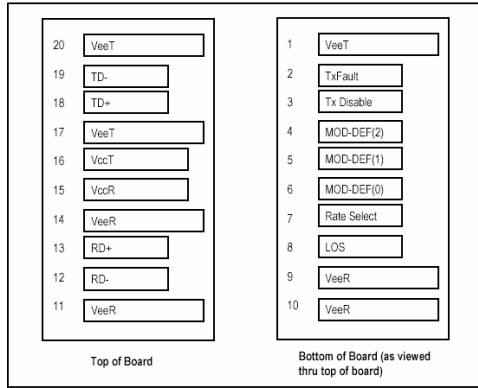 20 VeeT
19 TD-
18 TD+
17 VeeT
16 VccT
15 VccR
14 VeeR
13 RD+
12 RD-
11 VeeR
Top of Board
1 VeeT
2 TxFault
3 Tx Disable
4 MOD-DEF(2)
5 MOD-DEF(1)
6 MOD-DEF(0)
7 Rate Select
8 LOS
9 VeeR
10 VeeR
Bottom of Board (as viewed
thru top of board)